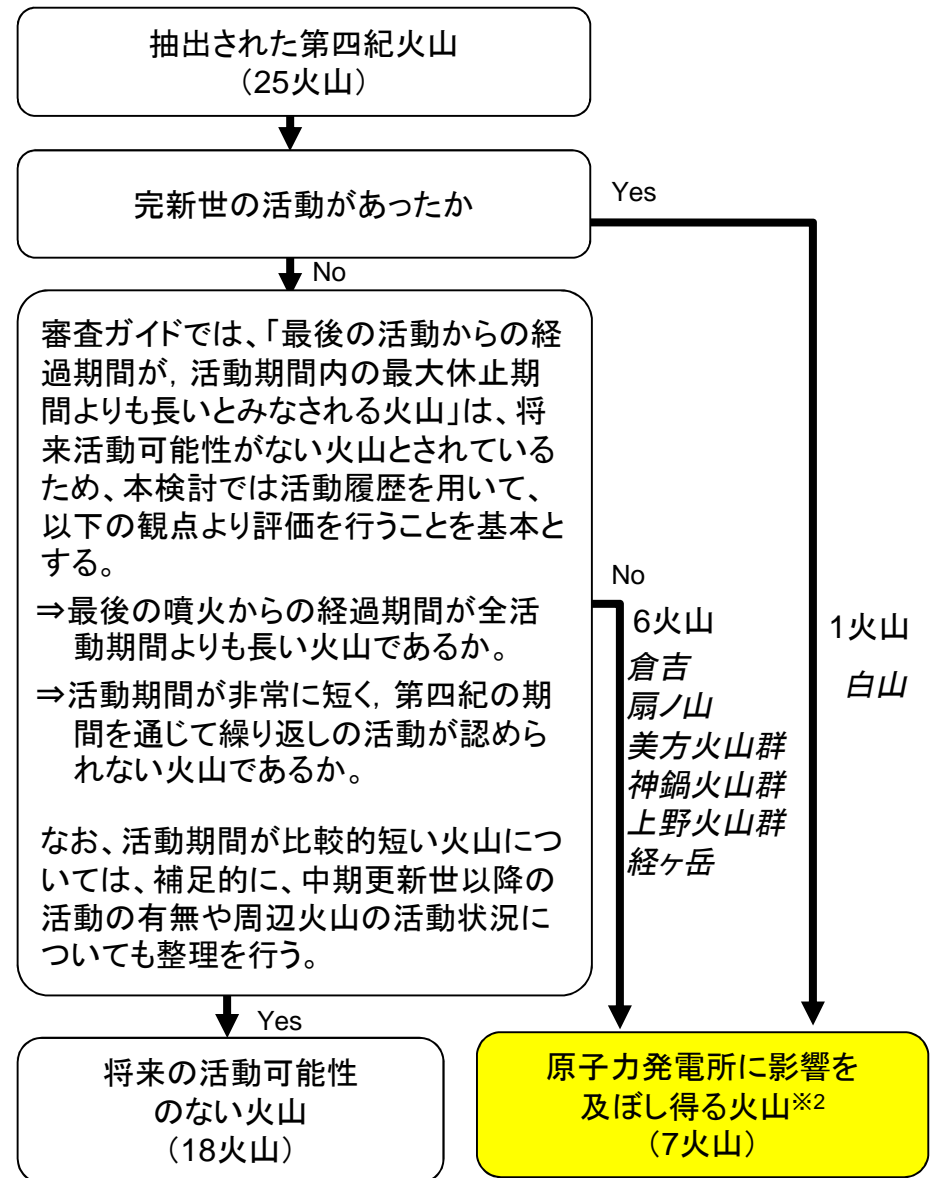 抽出された第四紀火山
（25火山）
完新世の活動があったか
Yes
No
審査ガイドでは、「最後の活動からの経
過期間が，活動期間内の最大休止期
間よりも長いとみなされる火山」は、将
来活動可能性がない火山とされている
ため、本検討では活動履歴を用いて、
以下の観点より評価を行うことを基本と
する。
⇒最後の噴火からの経過期間が全活
動期間よりも長い火山であるか。
⇒活動期間が非常に短く，第四紀の期
間を通じて繰り返しの活動が認めら
れない火山であるか。
なお、活動期間が比較的短い火山につ
いては、補足的に、中期更新世以降の
活動の有無や周辺火山の活動状況に
ついても整理を行う。
No
6火山
倉吉
扇ノ山
美方火山群
神鍋火山群
上野火山群
経ヶ岳
1火山
白山
Yes
将来の活動可能性
のない火山
（18火山）
原子力発電所に影響を
及ぼし得る火山※2
（7火山）